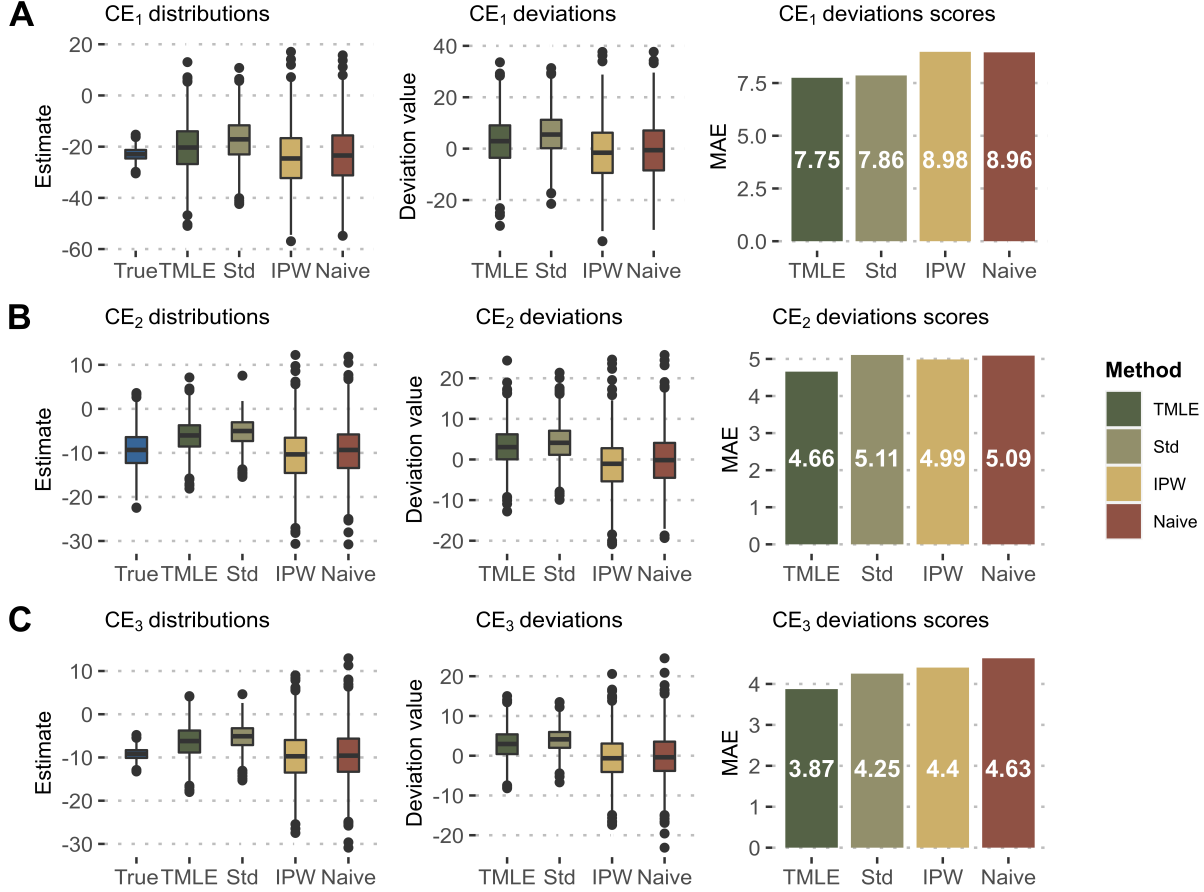 A
CE₁ distributions
Estimate
20
0
-20
-40
-60
True TMLE Std IPW Naive
CE₁ deviations
Deviation value
40
20
0
-20
TMLE Std IPW Naive
CE₁ deviations scores
MAE
7.5
5.0
2.5
0.0
7.75 7.86 8.98 8.96
TMLE Std IPW Naive
B
CE₂ distributions
Estimate
10
0
-10
-20
-30
True TMLE Std IPW Naive
CE₂ deviations
Deviation value
20
10
0
-10
-20
TMLE Std IPW Naive
CE₂ deviations scores
MAE
5
4
3
2
1
0
4.66 5.11 4.99 5.09
TMLE Std IPW Naive
Method
TMLE
Std
IPW
Naive
C
CE₃ distributions
Estimate
10
0
-10
-20
-30
True TMLE Std IPW Naive
CE₃ deviations
Deviation value
20
10
0
-10
-20
TMLE Std IPW Naive
CE₃ deviations scores
MAE
4
3
2
1
0
3.87 4.25 4.4 4.63
TMLE Std IPW Naive